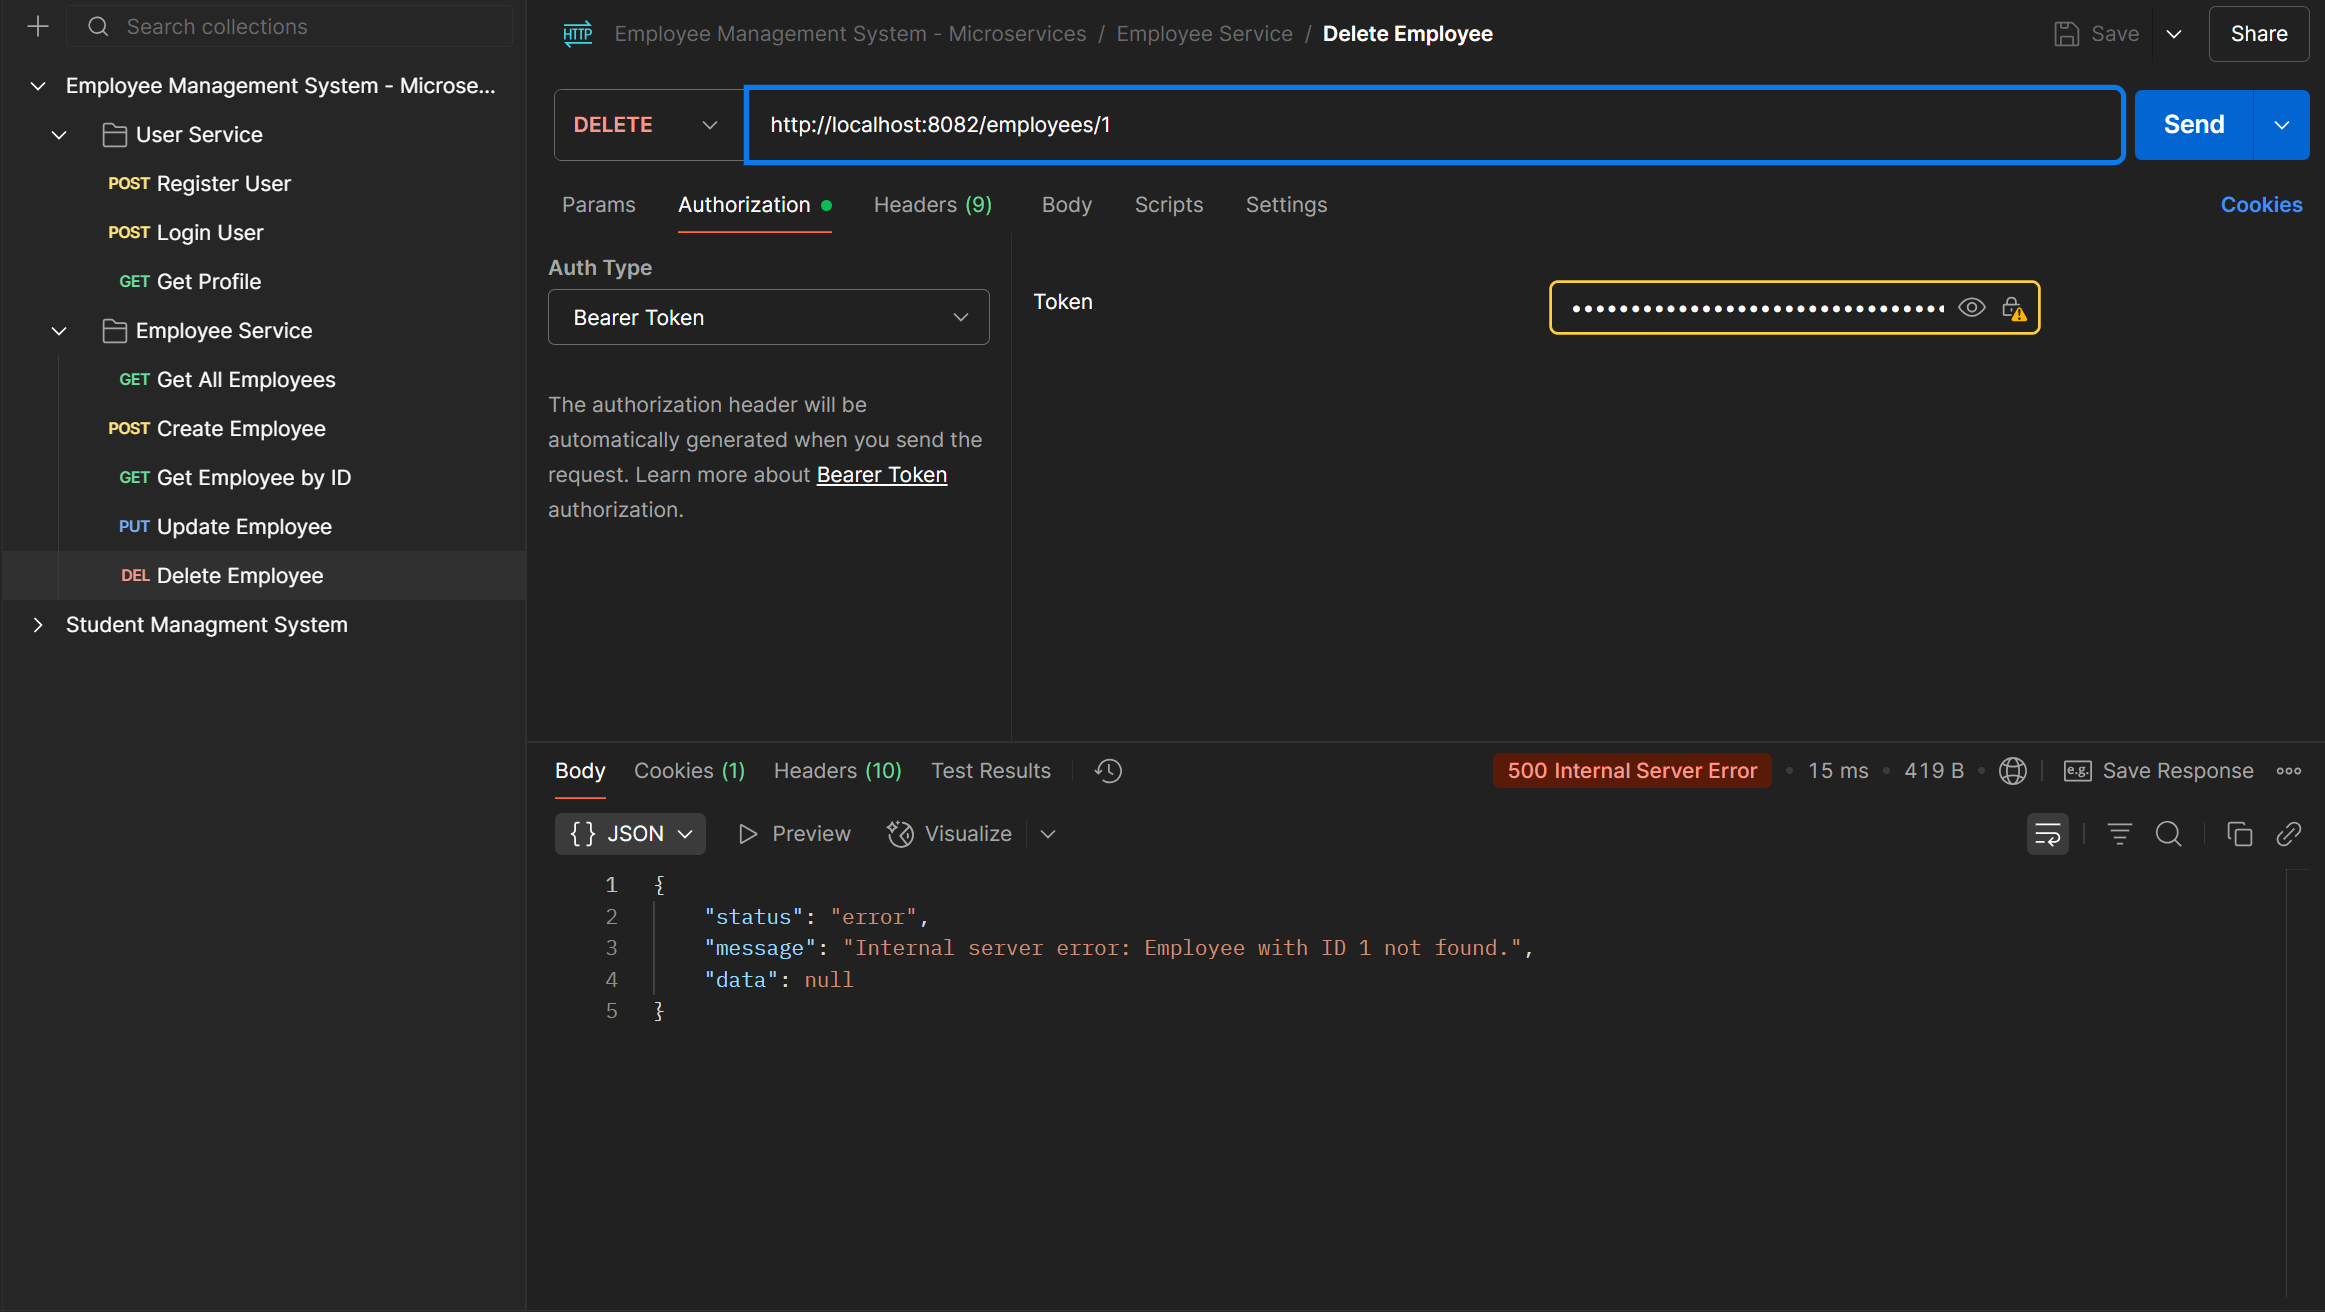 Search collections
Employee Management System - Microse...
User Service
POST Register User
POST Login User
GET Get Profile
Employee Service
GET Get All Employees
POST Create Employee
GET Get Employee by ID
PUT Update Employee
DEL Delete Employee
Student Managment System
HTTP Employee Management System - Microservices / Employee Service / Delete Employee
Save
Share
DELETE
http://localhost:8082/employees/1
Send
Params Authorization Headers (9) Body Scripts Settings
Cookies
Auth Type
Bearer Token
The authorization header will be
automatically generated when you send the
request. Learn more about Bearer Token
authorization.
Token
Body Cookies (1) Headers (10) Test Results
500 Internal Server Error • 15 ms • 419 B •
e.g. Save Response
{} JSON Preview Visualize
1 {
2 "status": "error",
3 "message": "Internal server error: Employee with ID 1 not found.",
4 "data": null
5 }